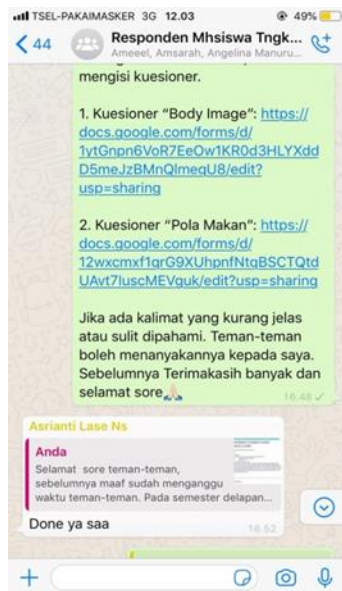 TSEL-PAKAIMASKER 3G 12.03 49%
44 Responden Mhsiswa Tngk...
Ameeel, Amsarah, Angelina Manuru...
mengisi kuesioner.
1. Kuesioner “Body Image”: https://
docs.google.com/forms/d/
1ytGnpn6VoR7EeOw1KR0d3HLYXdd
D5meJzBMnQlmeqU8/edit?
usp=sharing
2. Kuesioner “Pola Makan”: https://
docs.google.com/forms/d/
12wxcmxf1qrG9XUhpnfNtqBSCTQtd
UAvt7IuscMEVguk/edit?usp=sharing
Jika ada kalimat yang kurang jelas
atau sulit dipahami. Teman-teman
boleh menanyakannya kepada saya.
Sebelumnya Terimakasih banyak dan
selamat sore🙏🏻
16.48
Asrianti Lase Ns
Anda
Selamat sore teman-teman,
sebelumnya maaf sudah menganggu
waktu teman-teman. Pada semester delapan...
Done ya saa
16.52